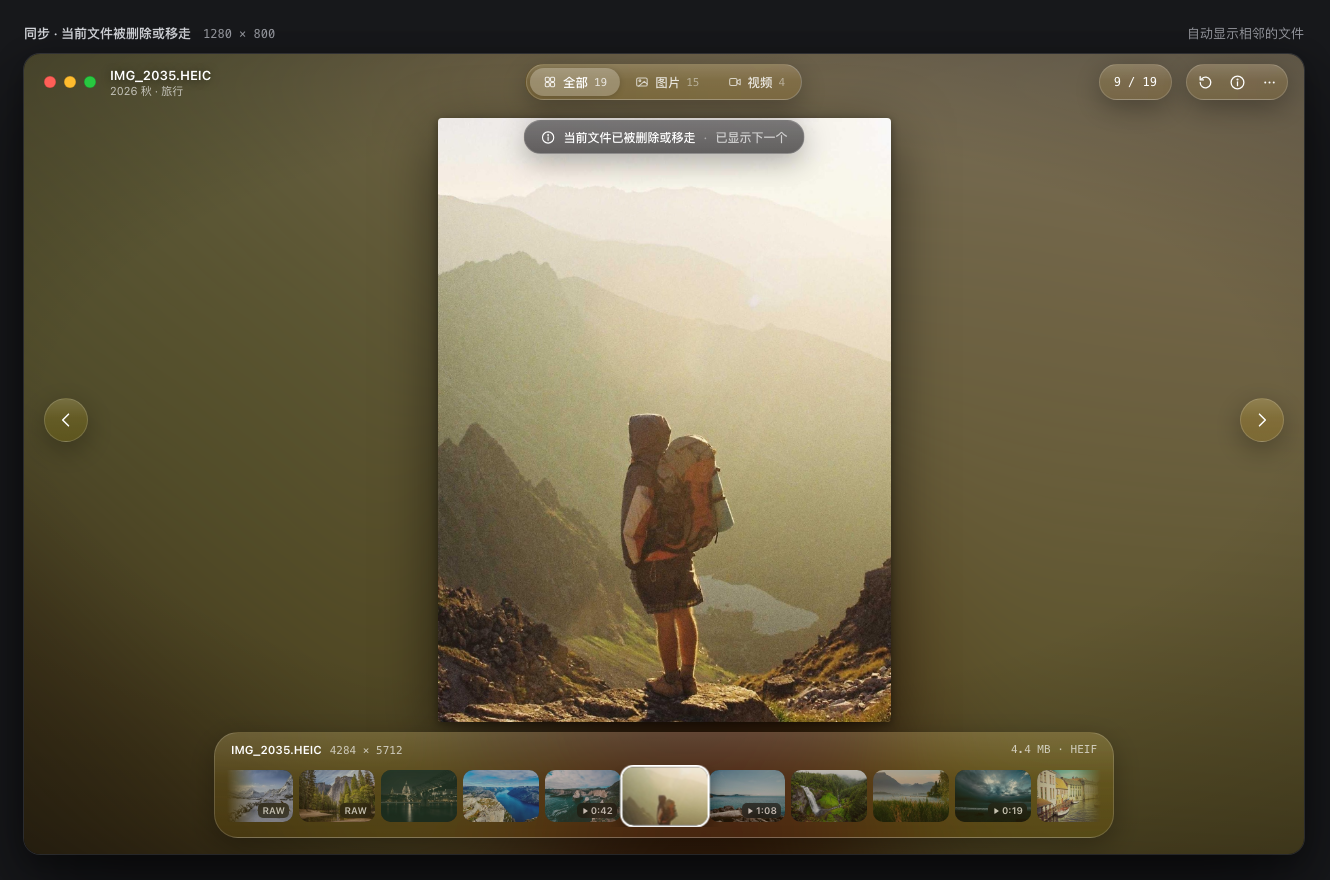 同步 · 当前文件被删除或移走 1280 × 800
自动显示相邻的文件
IMG_2035.HEIC
2026 秋 · 旅行
全部 19
图片 15
视频 4
9 / 19
当前文件已被删除或移走 · 已显示下一个
IMG_2035.HEIC 4284 × 5712
4.4 MB · HEIF
RAW
RAW
0:42
1:08
0:19